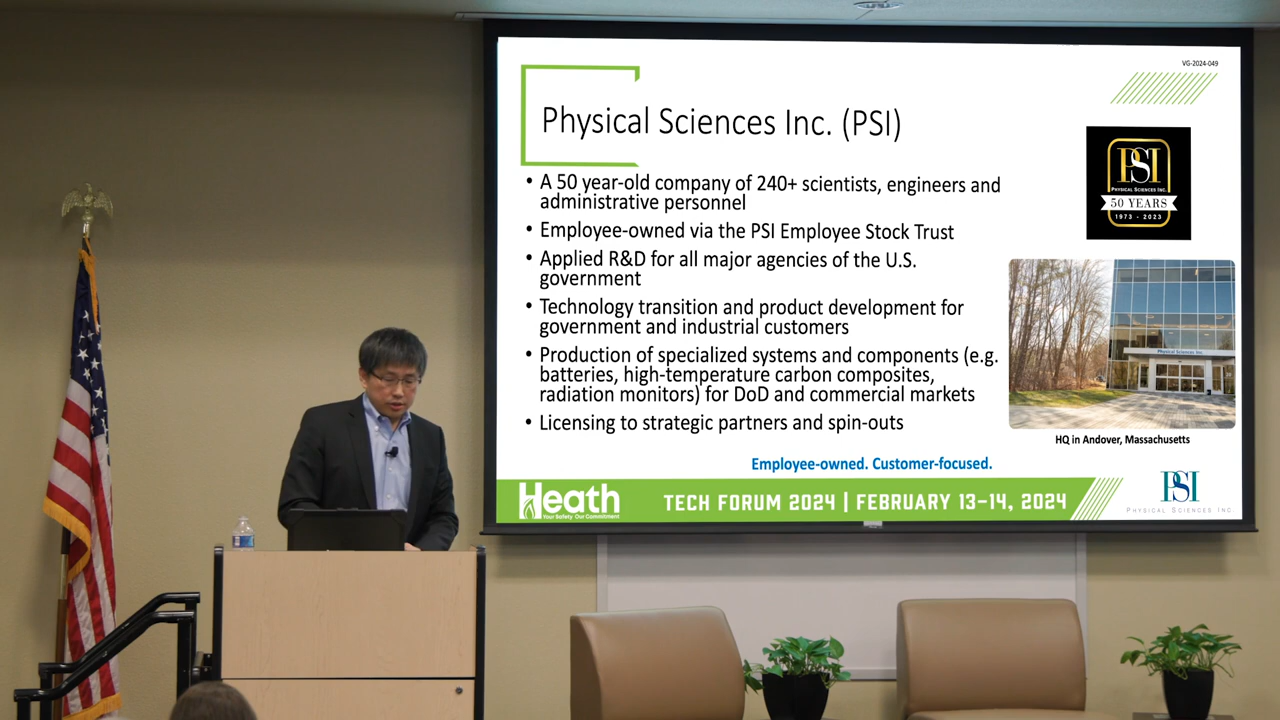 VG-2024-049
Physical Sciences Inc. (PSI)
PSI
PHYSICAL SCIENCES INC.
50 YEARS
1973 - 2023
• A 50 year-old company of 240+ scientists, engineers and
administrative personnel
• Employee-owned via the PSI Employee Stock Trust
• Applied R&D for all major agencies of the U.S.
government
• Technology transition and product development for
government and industrial customers
• Production of specialized systems and components (e.g.
batteries, high-temperature carbon composites,
radiation monitors) for DoD and commercial markets
• Licensing to strategic partners and spin-outs
Physical Sciences Inc.
HQ in Andover, Massachusetts
Employee-owned. Customer-focused.
Heath
Your Safety Our Commitment
TECH FORUM 2024 | FEBRUARY 13-14, 2024
PSI
PHYSICAL SCIENCES INC.